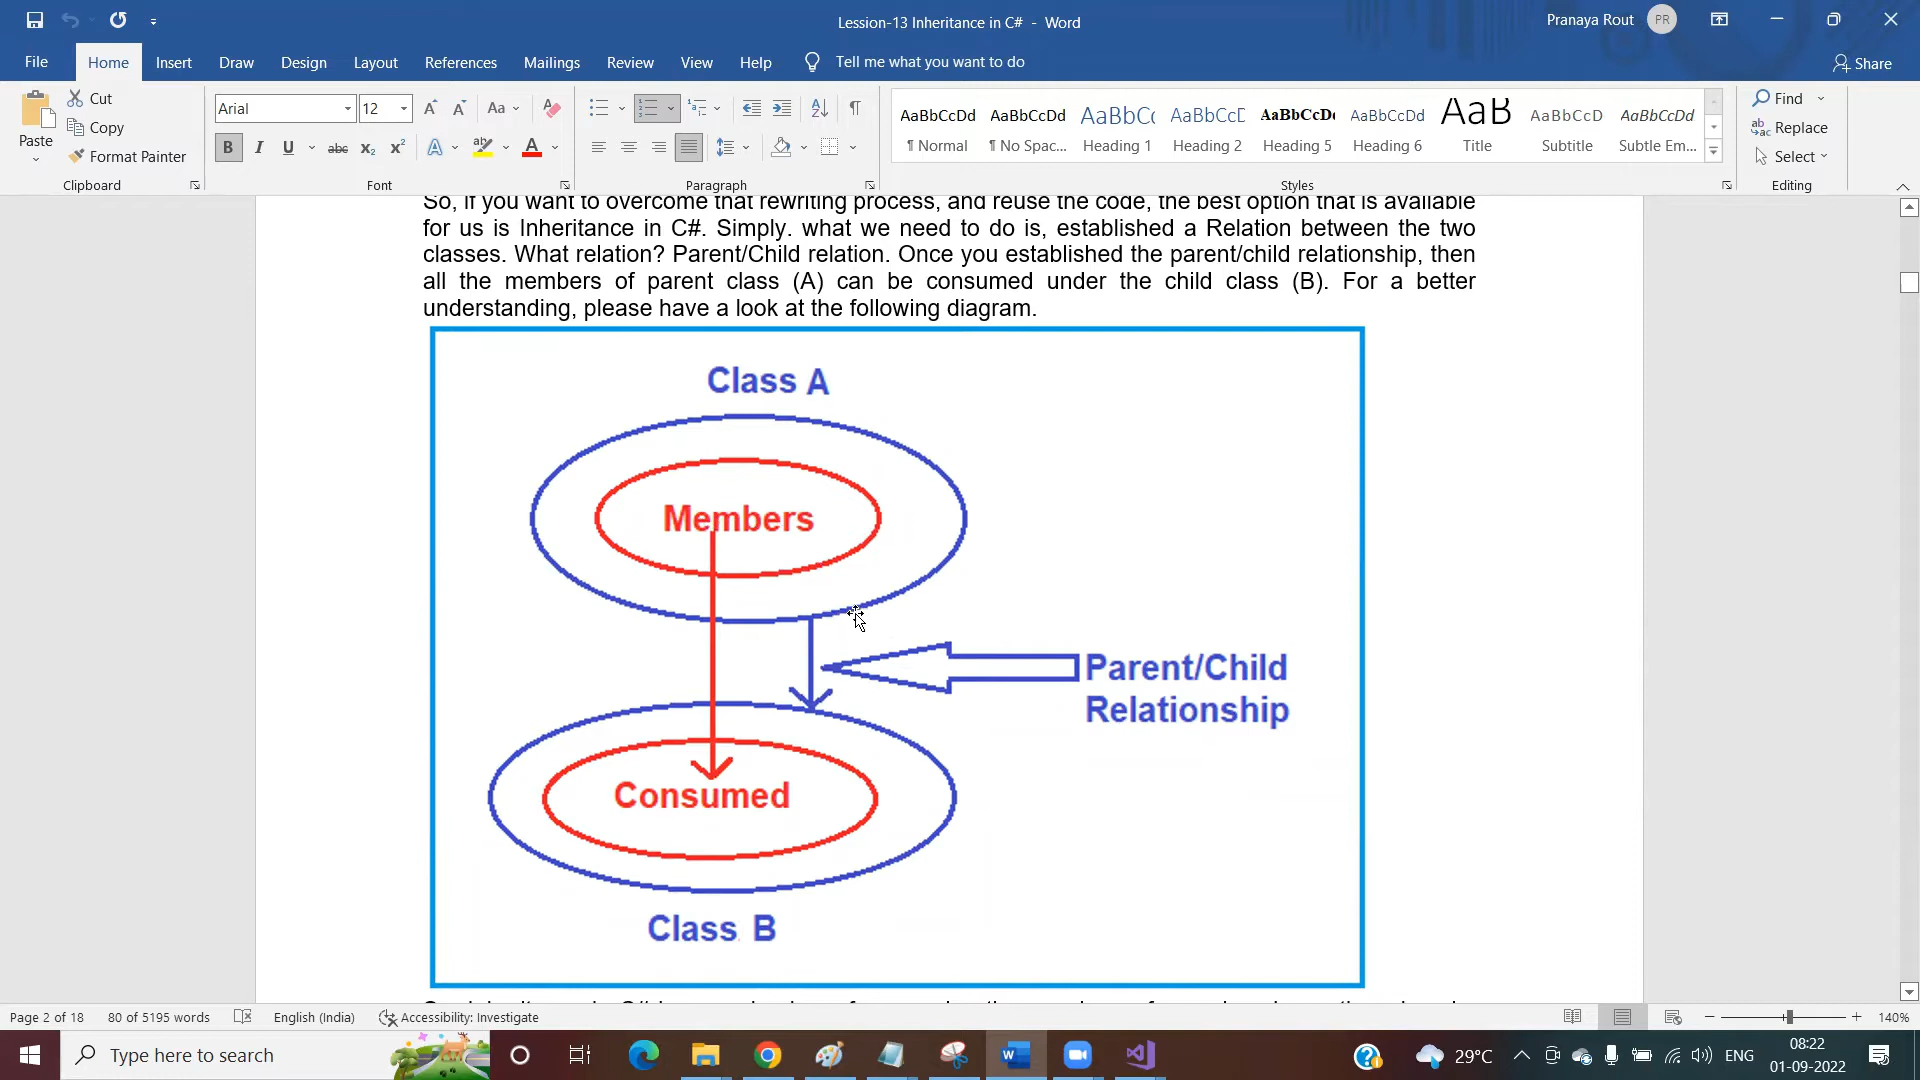 Lession-13 Inheritance in C# - Word
Pranaya Rout PR
File Home Insert Draw Design Layout References Mailings Review View Help Tell me what you want to do Share
Paste
Cut
Copy
Format Painter
Clipboard
Arial 12
Font
Paragraph
AaBbCcDd AaBbCcDd AaBbCc AaBbCcD AaBbCcDc AaBbCcDd AaB AaBbCcD AaBbCcDd
¶ Normal ¶ No Spac... Heading 1 Heading 2 Heading 5 Heading 6 Title Subtitle Subtle Em...
Styles
Find
Replace
Select
Editing
So, if you want to overcome that rewriting process, and reuse the code, the best option that is available
for us is Inheritance in C#. Simply. what we need to do is, established a Relation between the two
classes. What relation? Parent/Child relation. Once you established the parent/child relationship, then
all the members of parent class (A) can be consumed under the child class (B). For a better
understanding, please have a look at the following diagram.
Class A
Members
Parent/Child
Relationship
Consumed
Class B
Page 2 of 18 80 of 5195 words English (India) Accessibility: Investigate 140%
Type here to search
29°C ENG
08:22
01-09-2022